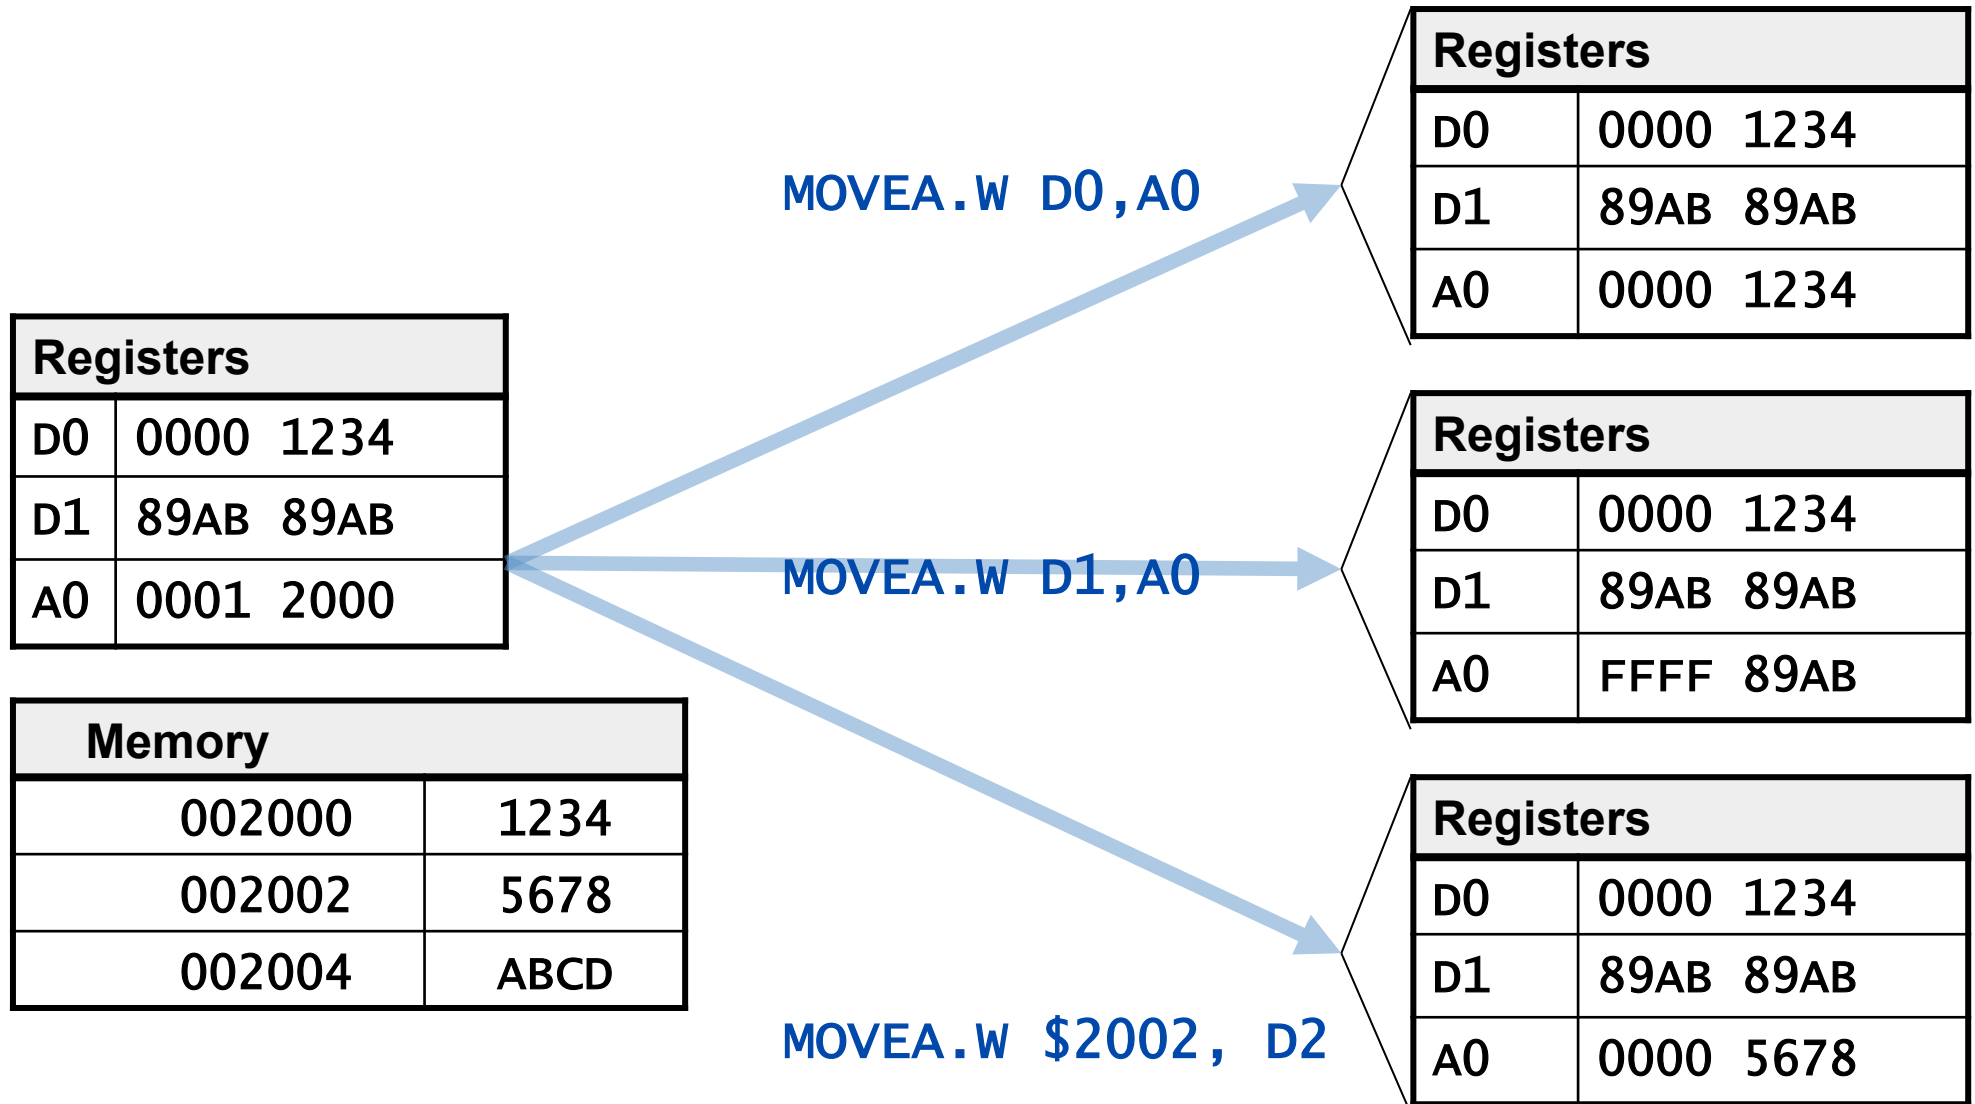 Registers
D0 0000 1234
D1 89AB 89AB
A0 0001 2000
Memory
002000 1234
002002 5678
002004 ABCD
MOVEA.W D0,A0
Registers
D0 0000 1234
D1 89AB 89AB
A0 0000 1234
MOVEA.W D1,A0
Registers
D0 0000 1234
D1 89AB 89AB
A0 FFFF 89AB
MOVEA.W $2002, D2
Registers
D0 0000 1234
D1 89AB 89AB
A0 0000 5678